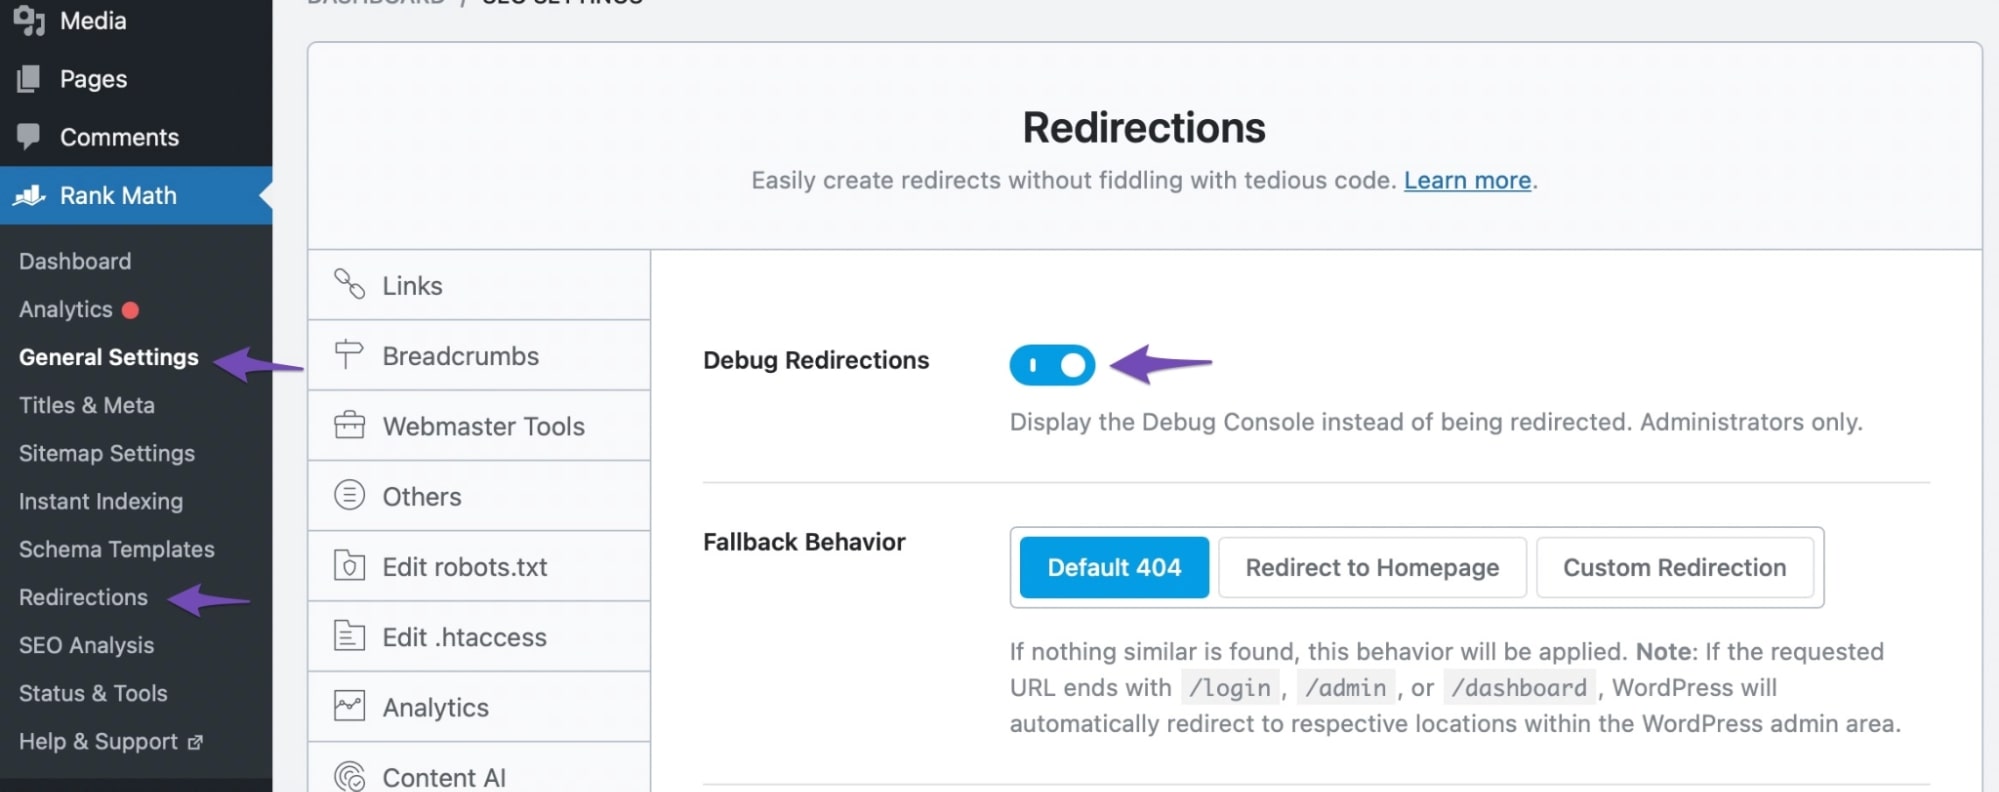 DASHBOARD / SEO SETTINGS
Media
Pages
Comments
Rank Math
Dashboard
Analytics
General Settings
Titles & Meta
Sitemap Settings
Instant Indexing
Schema Templates
Redirections
SEO Analysis
Status & Tools
Help & Support
Redirections
Easily create redirects without fiddling with tedious code. Learn more.
Links
Breadcrumbs
Webmaster Tools
Others
Edit robots.txt
Edit .htaccess
Analytics
Content AI
Debug Redirections
Display the Debug Console instead of being redirected. Administrators only.
Fallback Behavior
Default 404
Redirect to Homepage
Custom Redirection
If nothing similar is found, this behavior will be applied. Note: If the requested
URL ends with /login, /admin, or /dashboard, WordPress will
automatically redirect to respective locations within the WordPress admin area.